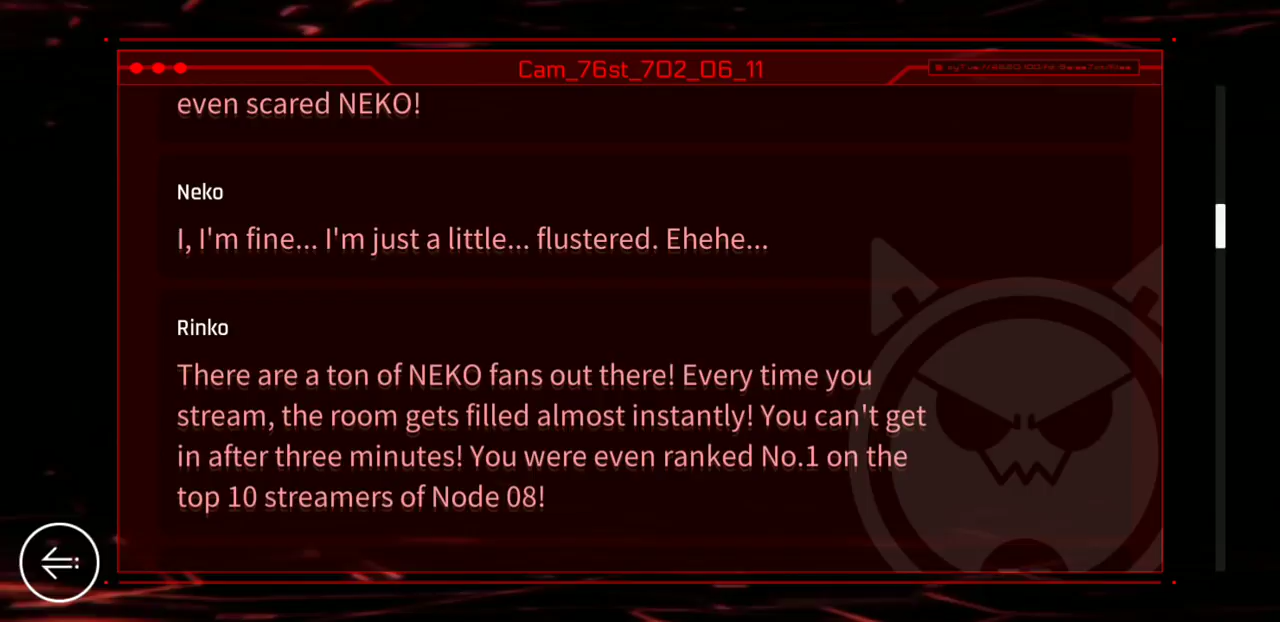 Cam_76st_702_06_11
even scared NEKO!
Neko
I, I'm fine... I'm just a little... flustered. Ehehe...
Rinko
There are a ton of NEKO fans out there! Every time you
stream, the room gets filled almost instantly! You can't get
in after three minutes! You were even ranked No.1 on the
top 10 streamers of Node 08!